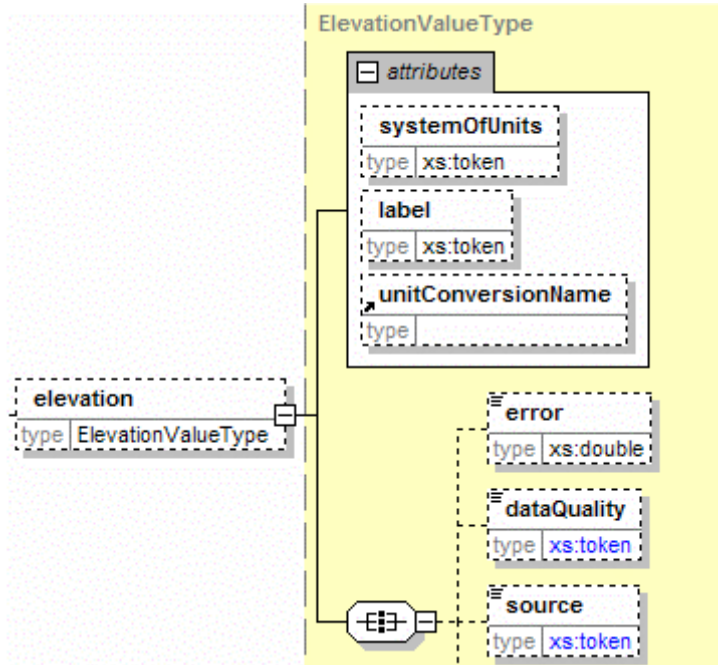 ElevationValueType
attributes
systemOfUnits
type xs:token
label
type xs:token
unitConversionName
type
elevation
type ElevationValueType
error
type xs:double
dataQuality
type xs:token
source
type xs:token